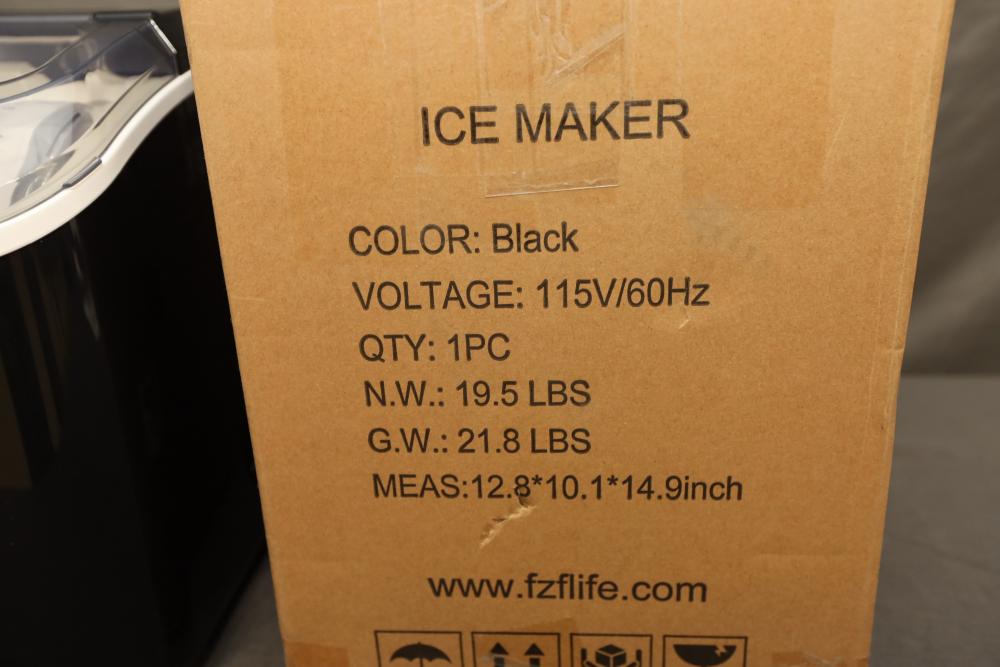 ICE MAKER
COLOR: Black
VOLTAGE: 115V/60Hz
QTY: 1PC
N.W.: 19.5 LBS
G.W.: 21.8 LBS
MEAS:12.8*10.1*14.9inch
www.fzflife.com